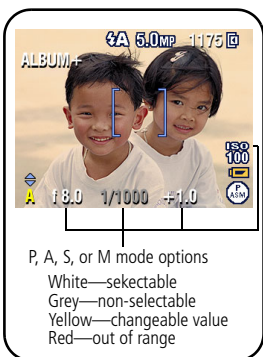 ⚡A 5.0MP 1175
ALBUM+
ISO
100
P
ASM
A f 8.0 1/1000 +1.0
P, A, S, or M mode options
White—sekectable
Grey—non-selectable
Yellow—changeable value
Red—out of range